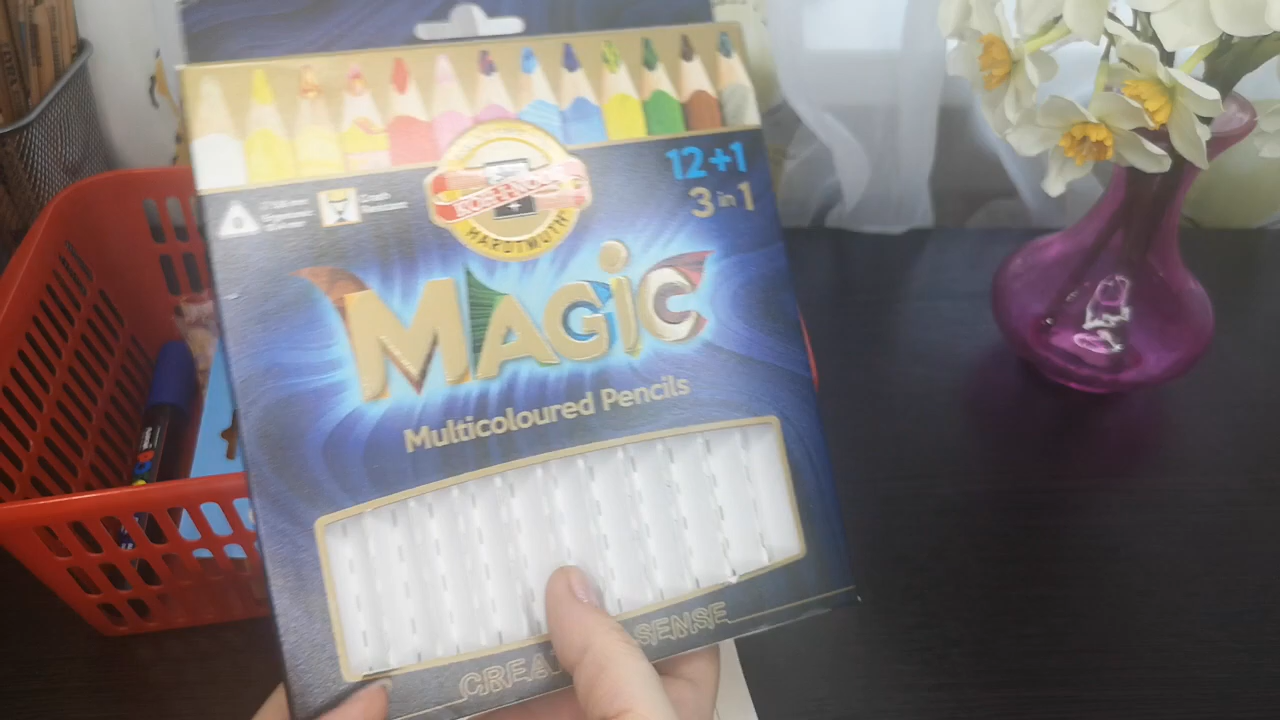 12+1
3 in 1
KOH-I-NOOR
HARDTMUTH
MAGiC
Multicoloured Pencils
SENSE